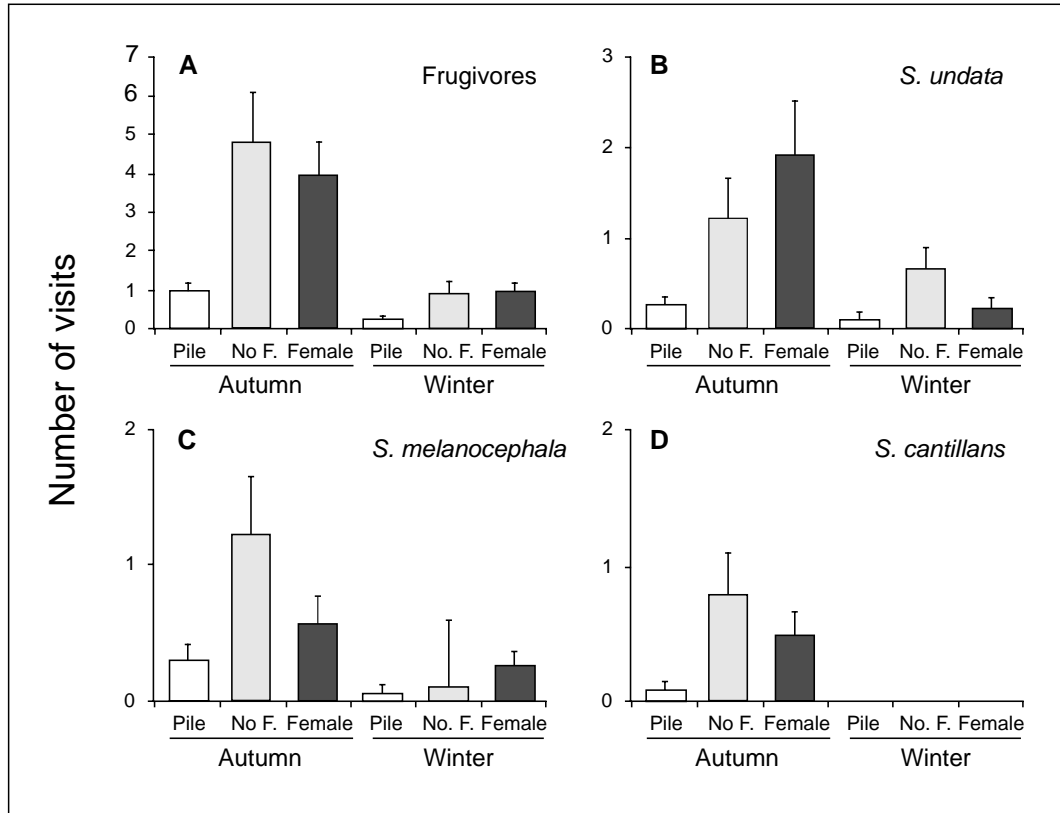 Number of visits
A
Frugivores
7
6
5
4
3
2
1
0
Pile No F. Female Pile No. F. Female
Autumn Winter
B
S. undata
3
2
1
0
Pile No F. Female Pile No. F. Female
Autumn Winter
C
S. melanocephala
2
1
0
Pile No F. Female Pile No. F. Female
Autumn Winter
D
S. cantillans
2
1
0
Pile No F. Female Pile No. F. Female
Autumn Winter